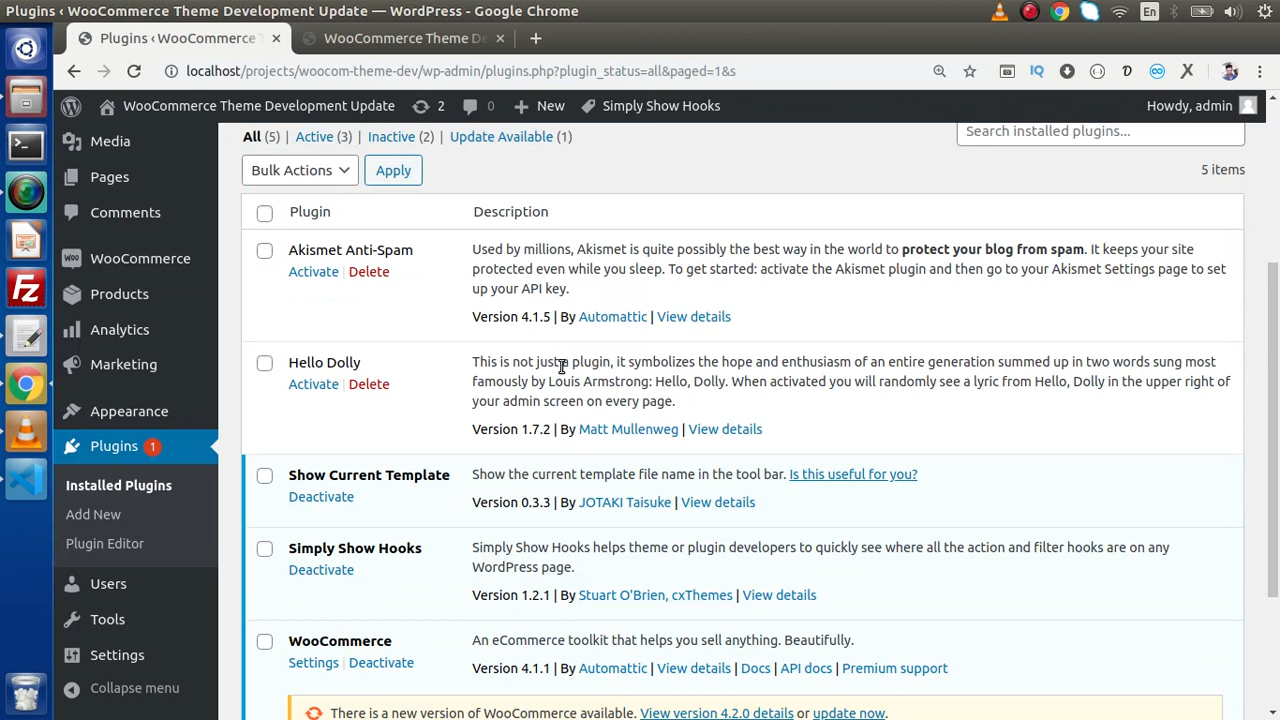 Plugins ‹ WooCommerce Theme Development Update — WordPress - Google Chrome
En
Plugins ‹ WooCommerce T
WooCommerce Theme De
localhost/projects/woocom-theme-dev/wp-admin/plugins.php?plugin_status=all&paged=1&s
IQ
WooCommerce Theme Development Update
2
0
New
Simply Show Hooks
Howdy, admin
Media
Pages
Comments
WooCommerce
Products
Analytics
Marketing
Appearance
Plugins 1
Installed Plugins
Add New
Plugin Editor
Users
Tools
Settings
Collapse menu
All (5) | Active (3) | Inactive (2) | Update Available (1)
Search installed plugins...
Bulk Actions
Apply
5 items
Plugin
Description
Akismet Anti-Spam
Activate | Delete
Used by millions, Akismet is quite possibly the best way in the world to protect your blog from spam. It keeps your site
protected even while you sleep. To get started: activate the Akismet plugin and then go to your Akismet Settings page to set
up your API key.
Version 4.1.5 | By Automattic | View details
Hello Dolly
Activate | Delete
This is not just a plugin, it symbolizes the hope and enthusiasm of an entire generation summed up in two words sung most
famously by Louis Armstrong: Hello, Dolly. When activated you will randomly see a lyric from Hello, Dolly in the upper right of
your admin screen on every page.
Version 1.7.2 | By Matt Mullenweg | View details
Show Current Template
Deactivate
Show the current template file name in the tool bar. Is this useful for you?
Version 0.3.3 | By JOTAKI Taisuke | View details
Simply Show Hooks
Deactivate
Simply Show Hooks helps theme or plugin developers to quickly see where all the action and filter hooks are on any
WordPress page.
Version 1.2.1 | By Stuart O'Brien, cxThemes | View details
WooCommerce
Settings | Deactivate
An eCommerce toolkit that helps you sell anything. Beautifully.
Version 4.1.1 | By Automattic | View details | Docs | API docs | Premium support
There is a new version of WooCommerce available. View version 4.2.0 details or update now.